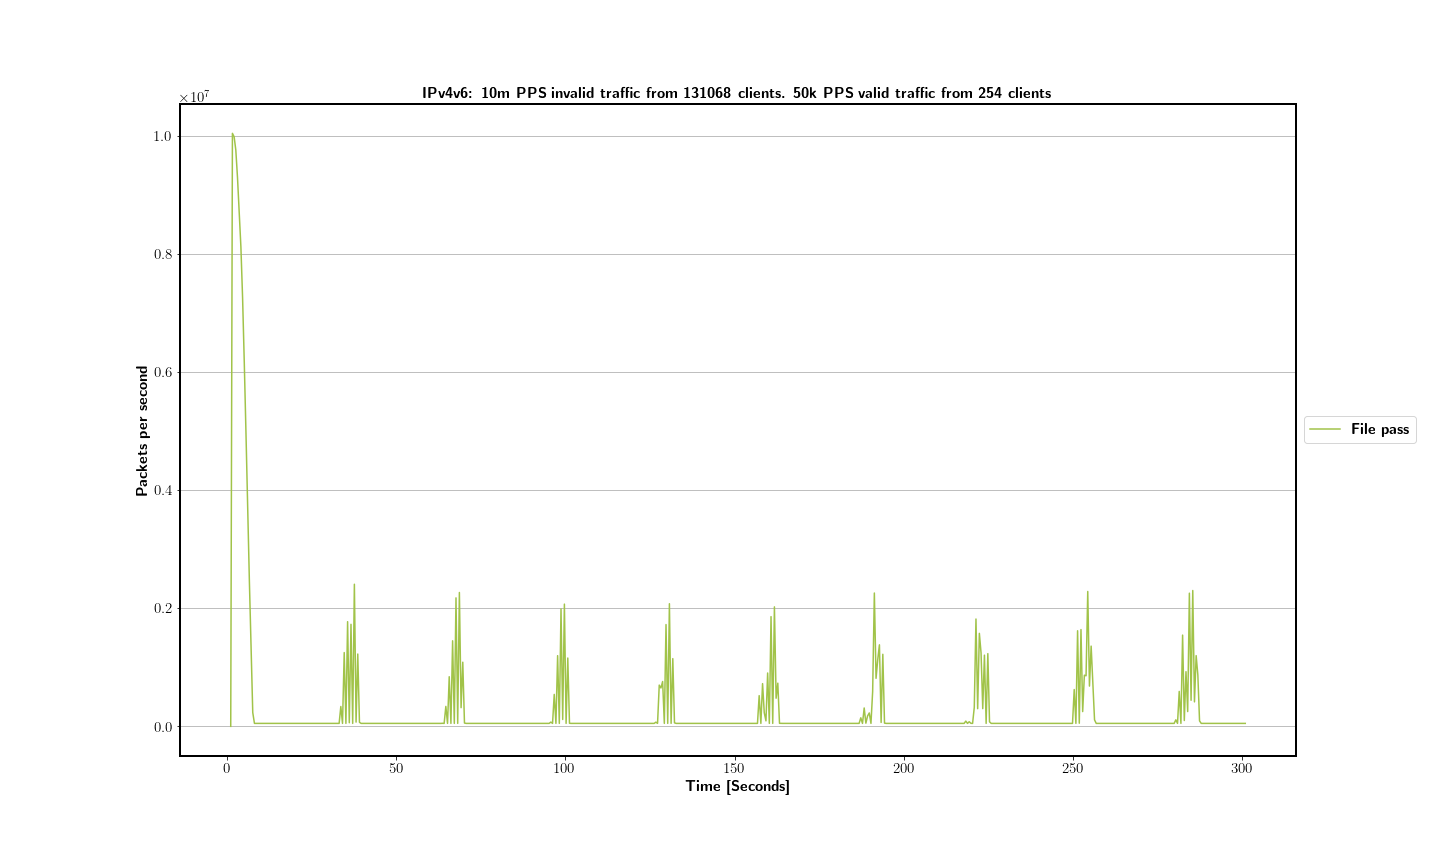 IPv4v6: 10m PPS invalid traffic from 131068 clients. 50k PPS valid traffic from 254 clients
×10⁷
1.0
0.8
0.6
0.4
0.2
0.0
Packets per second
0 50 100 150 200 250 300
Time [Seconds]
File pass